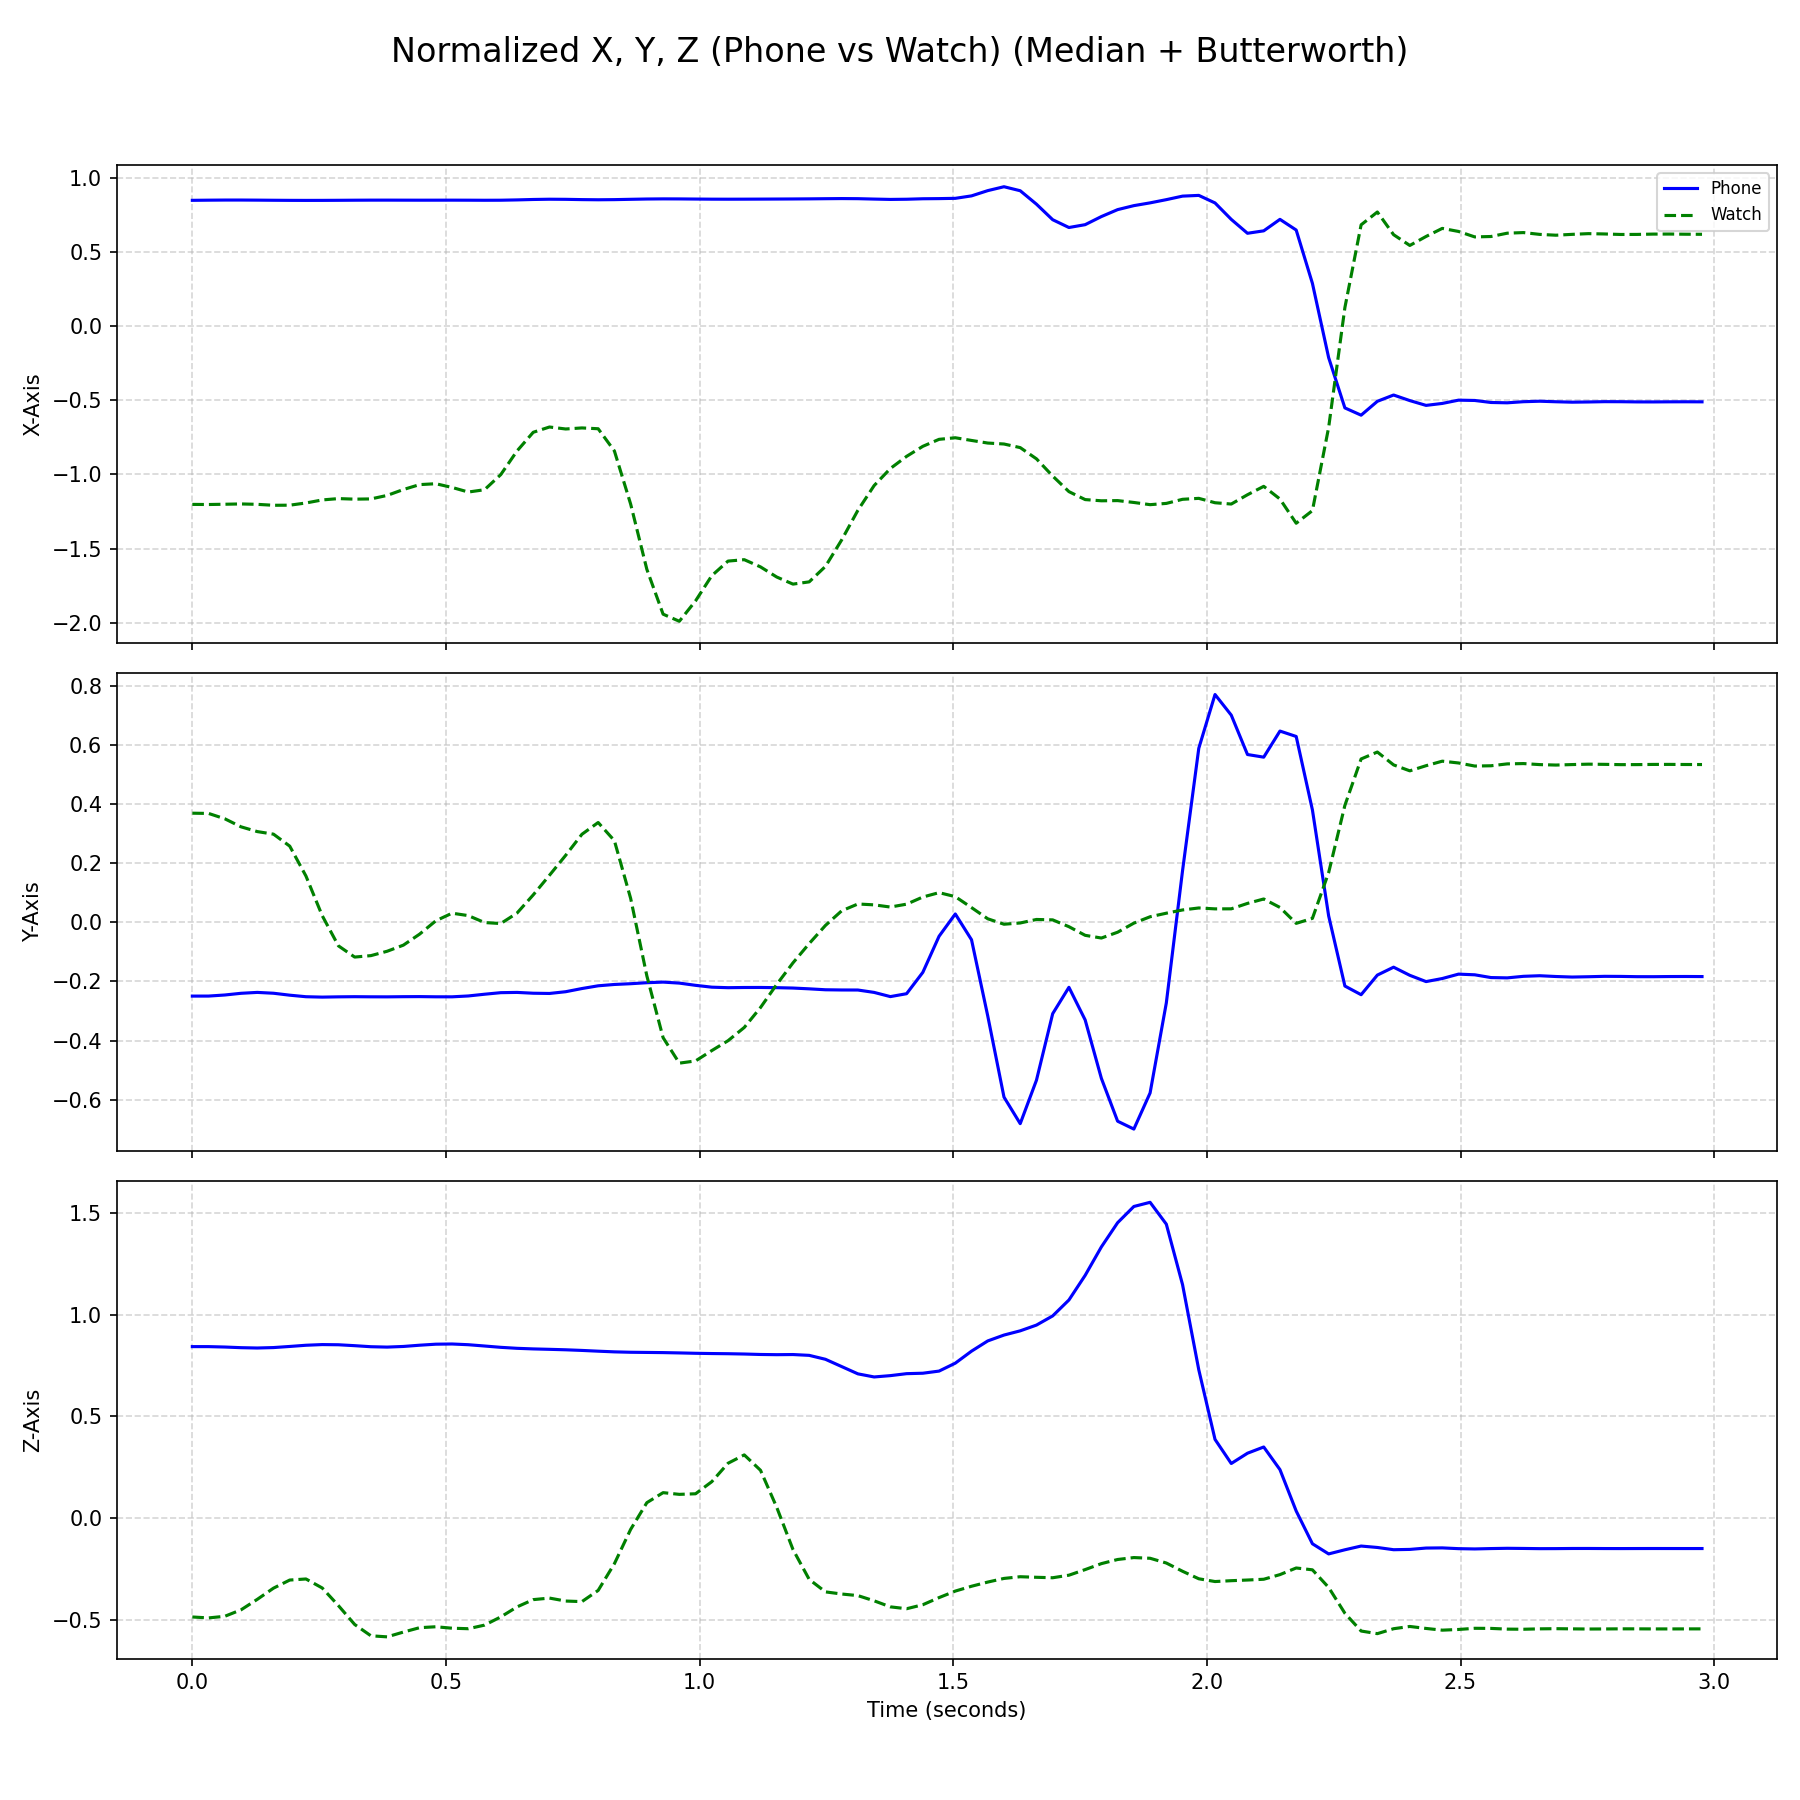 Normalized X, Y, Z (Phone vs Watch) (Median + Butterworth)
Phone
Watch
1.0
0.5
0.0
−0.5
−1.0
−1.5
−2.0
X-Axis
0.8
0.6
0.4
0.2
0.0
−0.2
−0.4
−0.6
Y-Axis
1.5
1.0
0.5
0.0
−0.5
Z-Axis
0.0 0.5 1.0 1.5 2.0 2.5 3.0
Time (seconds)